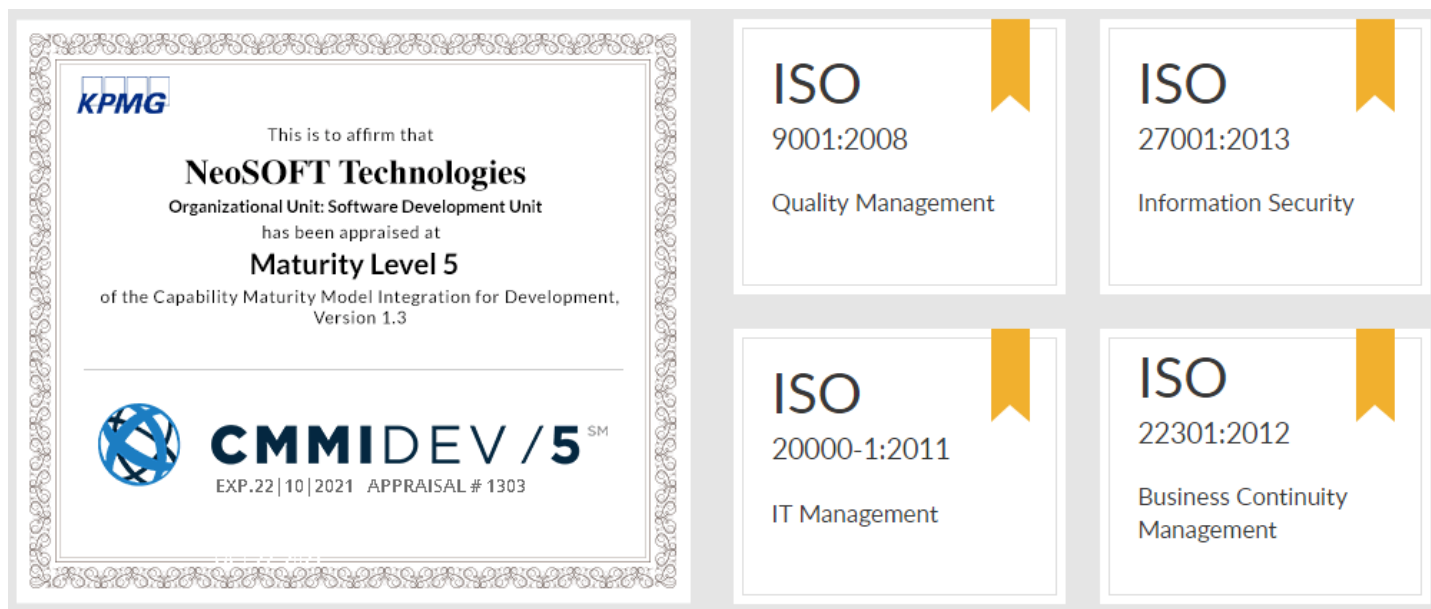 KPMG
This is to affirm that
NeoSOFT Technologies
Organizational Unit: Software Development Unit
has been appraised at
Maturity Level 5
of the Capability Maturity Model Integration for Development,
Version 1.3
CMMIDEV/5 SM
EXP.22|10|2021 APPRAISAL # 1303
ISO
9001:2008
Quality Management
ISO
27001:2013
Information Security
ISO
20000-1:2011
IT Management
ISO
22301:2012
Business Continuity
Management